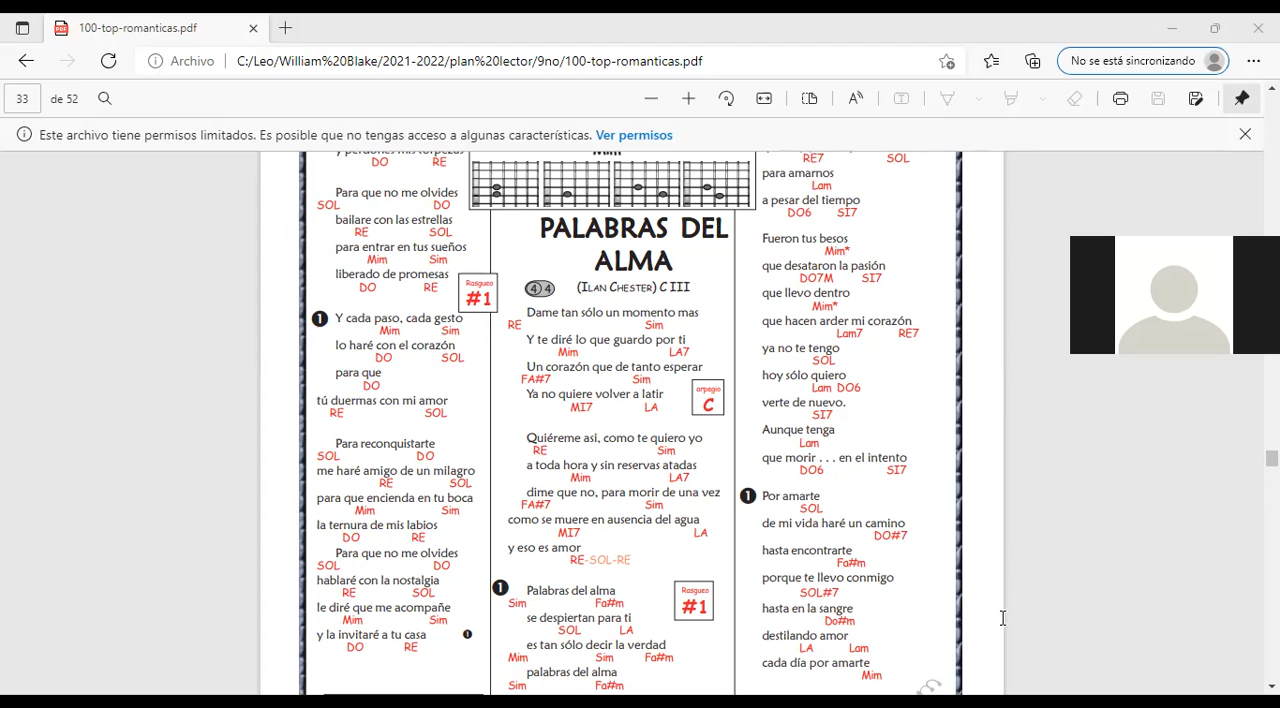 100-top-romanticas.pdf
Archivo
C:/Leo/William%20Blake/2021-2022/plan%20lector/9no/100-top-romanticas.pdf
No se está sincronizando
33 de 52
Este archivo tiene permisos limitados. Es posible que no tengas acceso a algunas características. Ver permisos
y perdones mis torpezas
DO RE
Para que no me olvides
SOL DO
bailare con las estrellas
RE SOL
para entrar en tus sueños
Mim Sim
liberado de promesas
DO RE
Rasgueo
#1
1 Y cada paso, cada gesto
Mim Sim
lo haré con el corazón
DO SOL
para que
DO
tú duermas con mi amor
RE SOL
Para reconquistarte
SOL DO
me haré amigo de un milagro
RE SOL
para que encienda en tu boca
Mim Sim
la ternura de mis labios
DO RE
Para que no me olvides
SOL DO
hablaré con la nostalgia
RE SOL
le diré que me acompañe
Mim Sim
y la invitaré a tu casa 1
DO RE
Mim
PALABRAS DEL
ALMA
4 4 (ILAN CHESTER) C III
Dame tan sólo un momento mas
RE Sim
Y te diré lo que guardo por ti
Mim LA7
Un corazón que de tanto esperar
FA#7 Sim
Ya no quiere volver a latir
MI7 LA
arpegio
C
Quiéreme asi, como te quiero yo
RE Sim
a toda hora y sin reservas atadas
Mim LA7
dime que no, para morir de una vez
FA#7 Sim
como se muere en ausencia del agua
MI7 LA
y eso es amor
RE-SOL-RE
1 Palabras del alma
Sim Fa#m
Rasgueo
#1
se despiertan para ti
SOL LA
es tan sólo decir la verdad
Mim Sim Fa#m
palabras del alma
Sim Fa#m
RE7 SOL
para amarnos
Lam
a pesar del tiempo
DO6 SI7
Fueron tus besos
Mim*
que desataron la pasión
DO7M SI7
que llevo dentro
Mim*
que hacen arder mi corazón
Lam7 RE7
ya no te tengo
SOL
hoy sólo quiero
Lam DO6
verte de nuevo.
SI7
Aunque tenga
Lam
que morir . . . en el intento
DO6 SI7
1 Por amarte
SOL
de mi vida haré un camino
DO#7
hasta encontrarte
Fa#m
porque te llevo conmigo
SOL#7
hasta en la sangre
Do#m
destilando amor
LA Lam
cada día por amarte
Mim